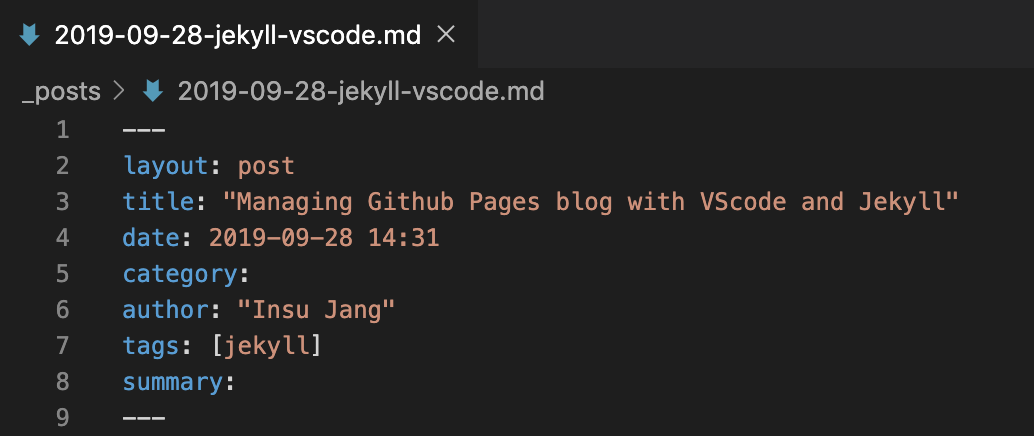 2019-09-28-jekyll-vscode.md ×
_posts > 2019-09-28-jekyll-vscode.md
1 ---
2 layout: post
3 title: "Managing Github Pages blog with VScode and Jekyll"
4 date: 2019-09-28 14:31
5 category:
6 author: "Insu Jang"
7 tags: [jekyll]
8 summary:
9 ---